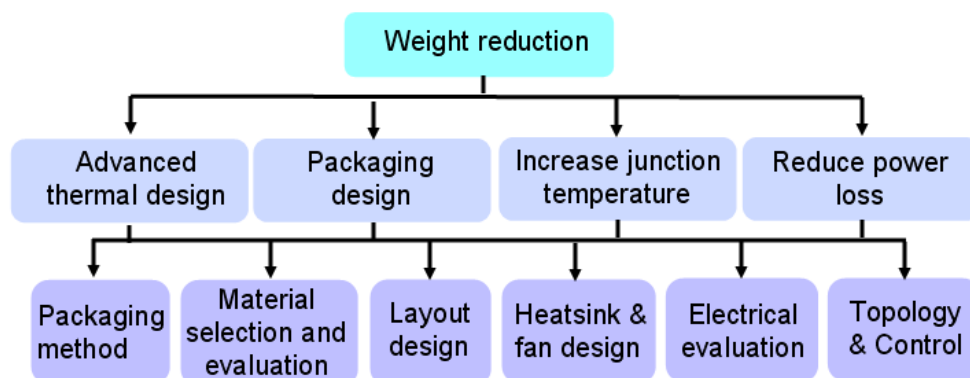 Weight reduction
Advanced
thermal design
Packaging
design
Increase junction
temperature
Reduce power
loss
Packaging
method
Material
selection and
evaluation
Layout
design
Heatsink &
fan design
Electrical
evaluation
Topology
& Control